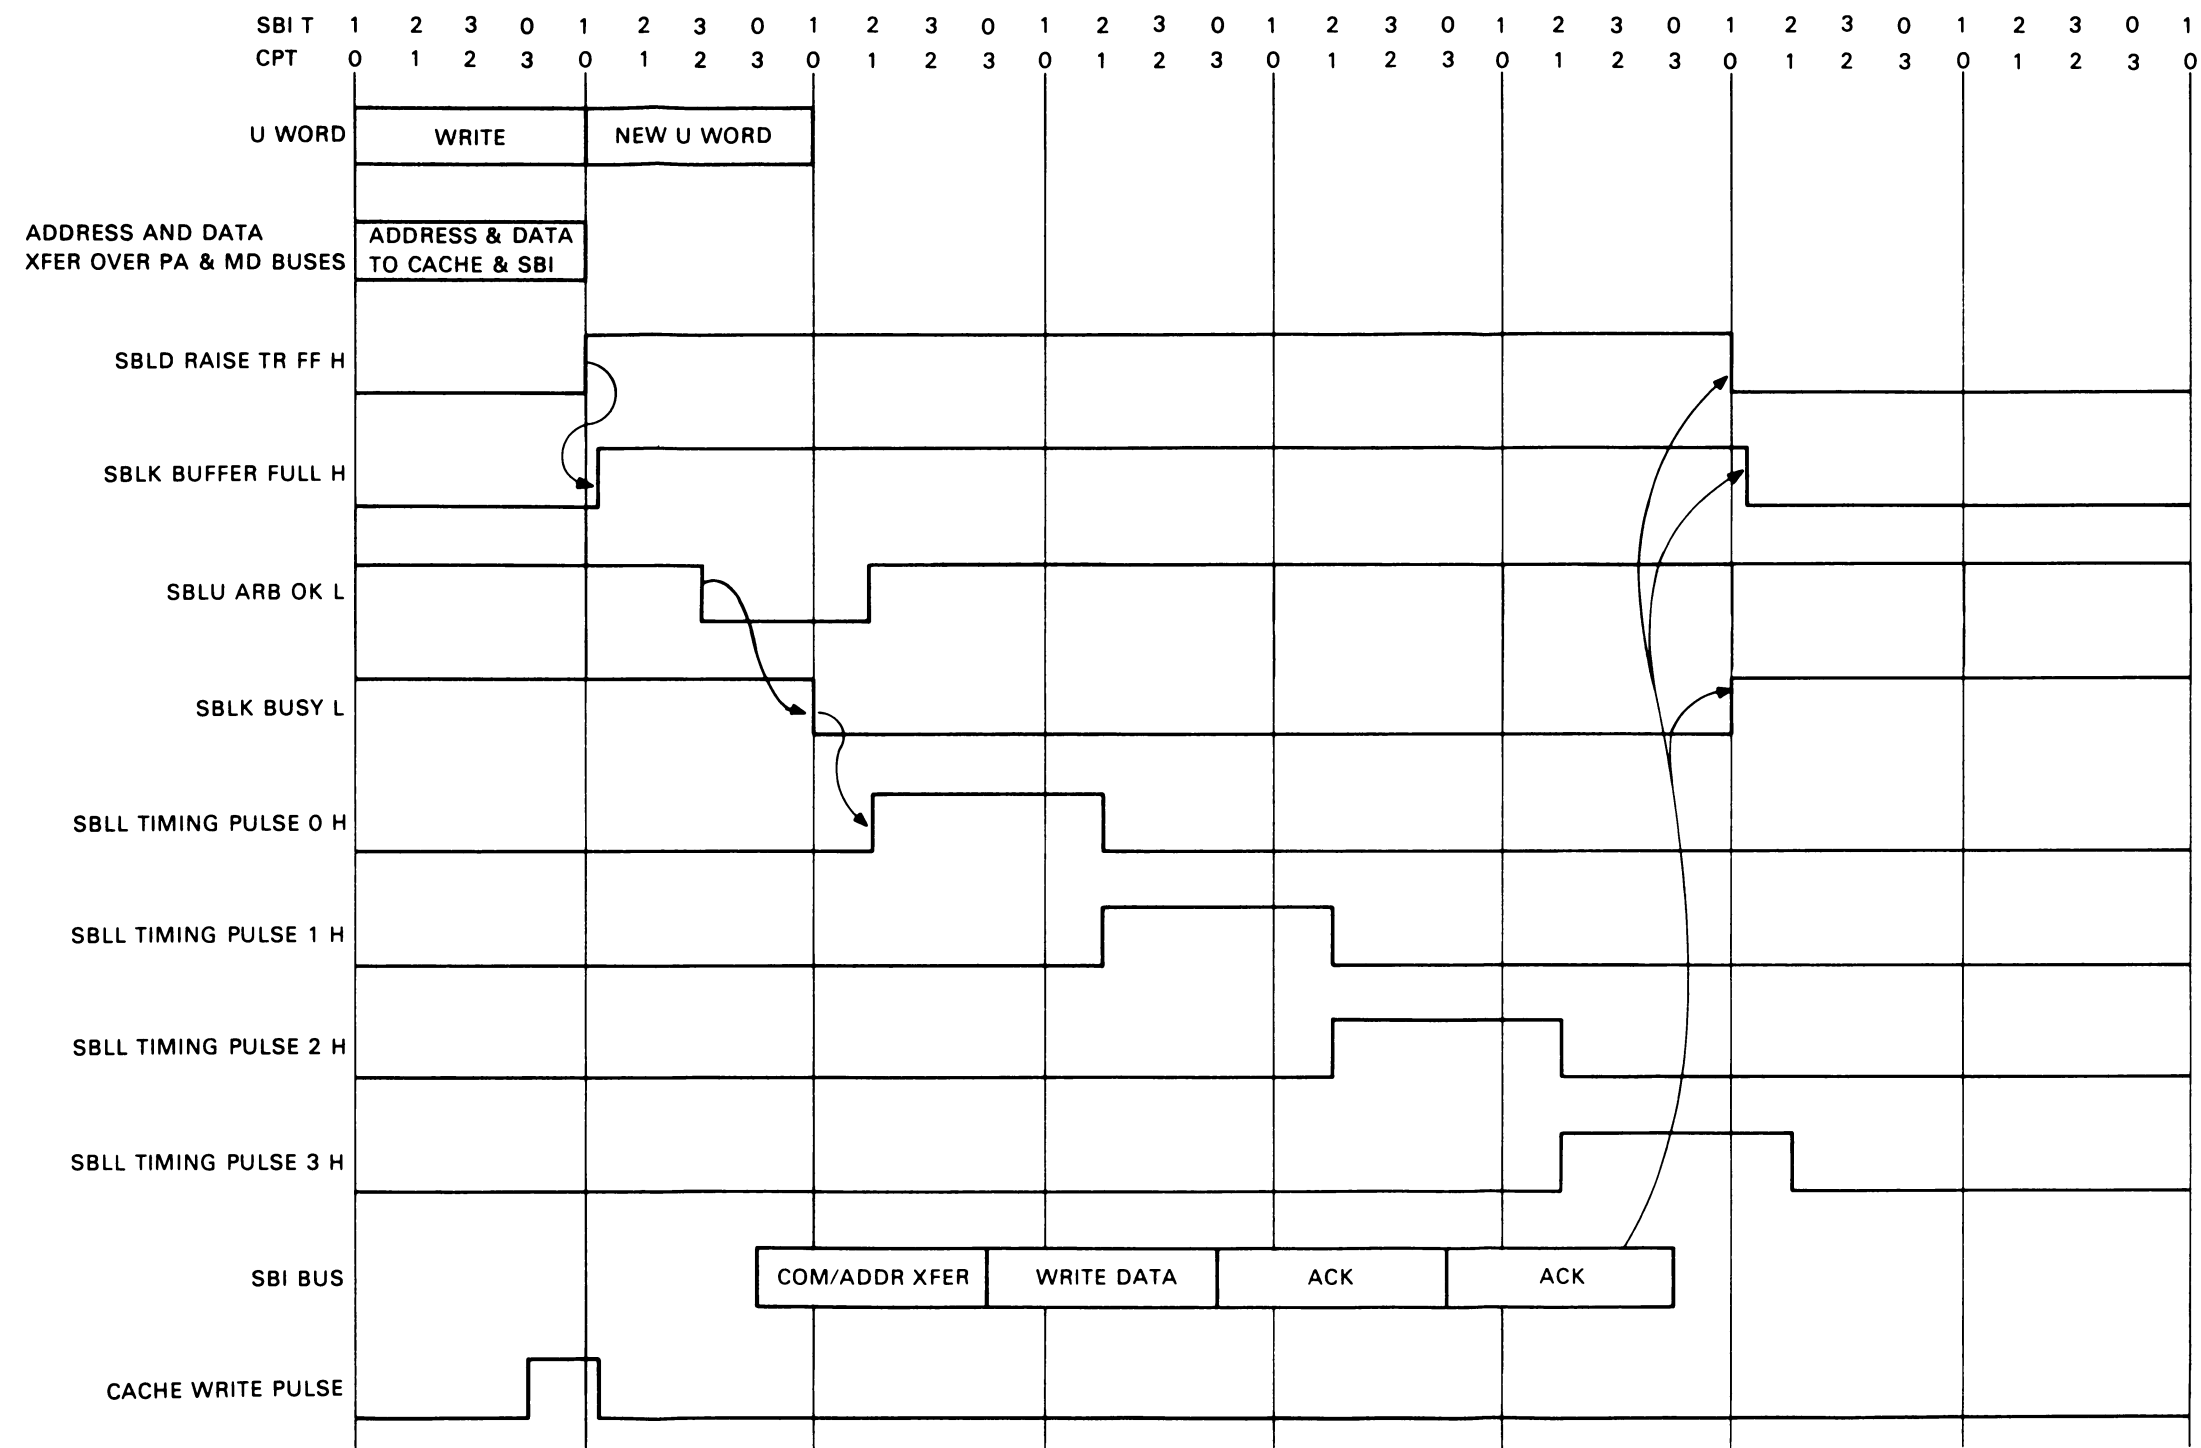 SBI T 1 2 3 0 1 2 3 0 1 2 3 0 1 2 3 0 1 2 3 0 1 2 3 0 1 2 3 0 1 2 3 0 1
CPT 0 1 2 3 0 1 2 3 0 1 2 3 0 1 2 3 0 1 2 3 0 1 2 3 0 1 2 3 0 1 2 3 0
U WORD WRITE NEW U WORD
ADDRESS AND DATA ADDRESS & DATA
XFER OVER PA & MD BUSES TO CACHE & SBI
SBLD RAISE TR FF H
SBLK BUFFER FULL H
SBLU ARB OK L
SBLK BUSY L
SBLL TIMING PULSE 0 H
SBLL TIMING PULSE 1 H
SBLL TIMING PULSE 2 H
SBLL TIMING PULSE 3 H
SBI BUS COM/ADDR XFER WRITE DATA ACK ACK
CACHE WRITE PULSE